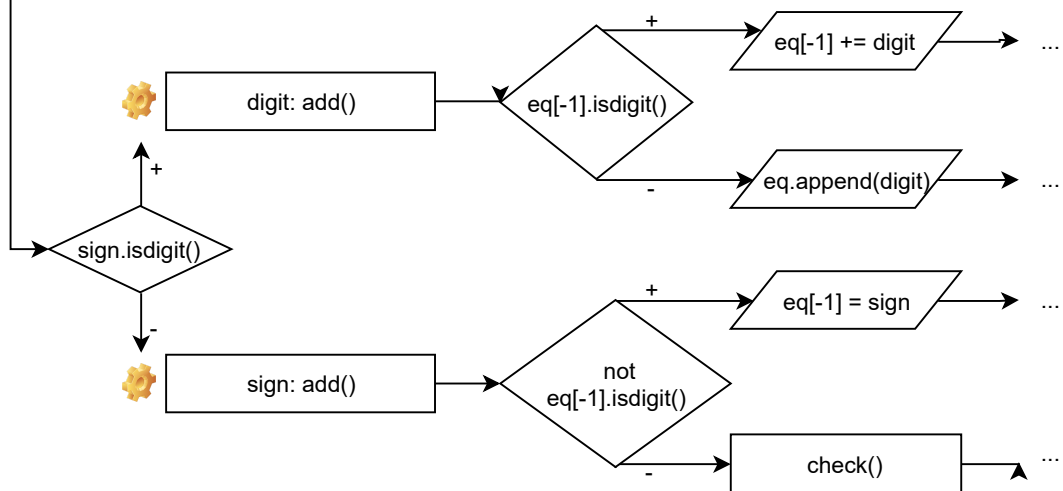 +
eq[-1] += digit
...
digit: add()
eq[-1].isdigit()
+
-
eq.append(digit)
...
sign.isdigit()
-
+
eq[-1] = sign
...
sign: add()
not
eq[-1].isdigit()
-
check()
...